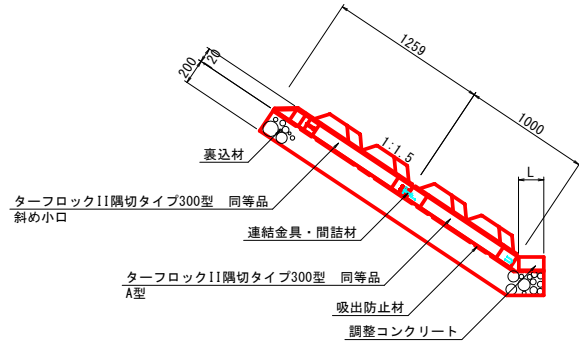 1259
200
20
1000
1:1.5
L
裏込材
ターフロックII隅切タイプ300型　同等品
斜め小口
連結金具・間詰材
ターフロックII隅切タイプ300型　同等品
A型
吸出防止材
調整コンクリート